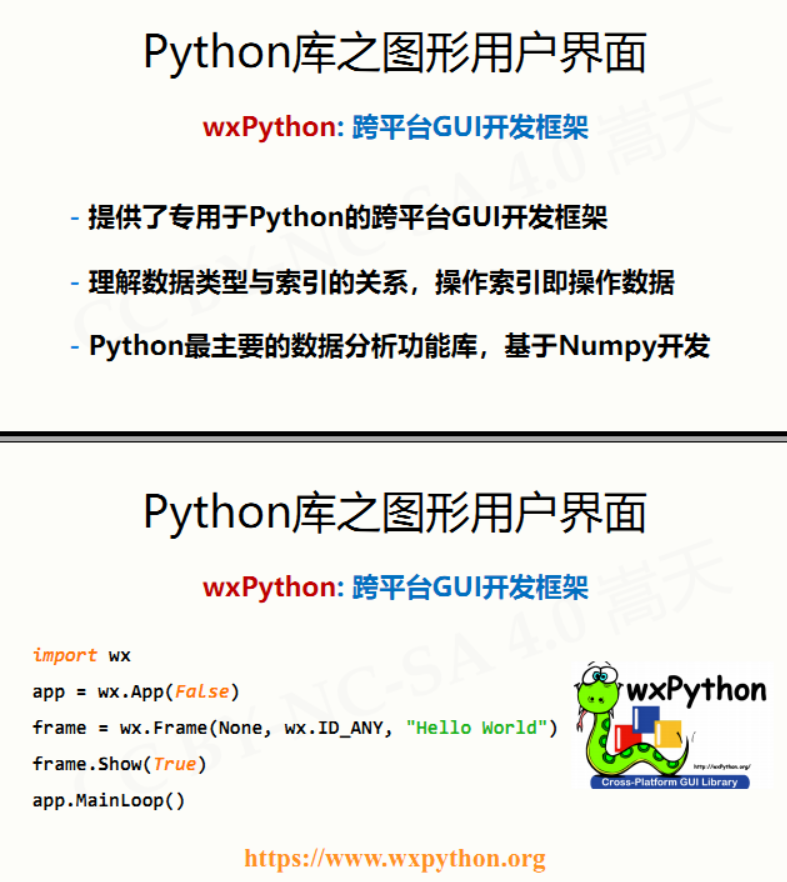 Python库之图形用户界面
wxPython: 跨平台GUI开发框架
- 提供了专用于Python的跨平台GUI开发框架
- 理解数据类型与索引的关系，操作索引即操作数据
- Python最主要的数据分析功能库，基于Numpy开发
CC BY-NC-SA 4.0 嵩天
Python库之图形用户界面
wxPython: 跨平台GUI开发框架
import wx
app = wx.App(False)
frame = wx.Frame(None, wx.ID_ANY, "Hello World")
frame.Show(True)
app.MainLoop()
wxPython
http://wxPython.org/
Cross-Platform GUI Library
https://www.wxpython.org
CC BY-NC-SA 4.0 嵩天